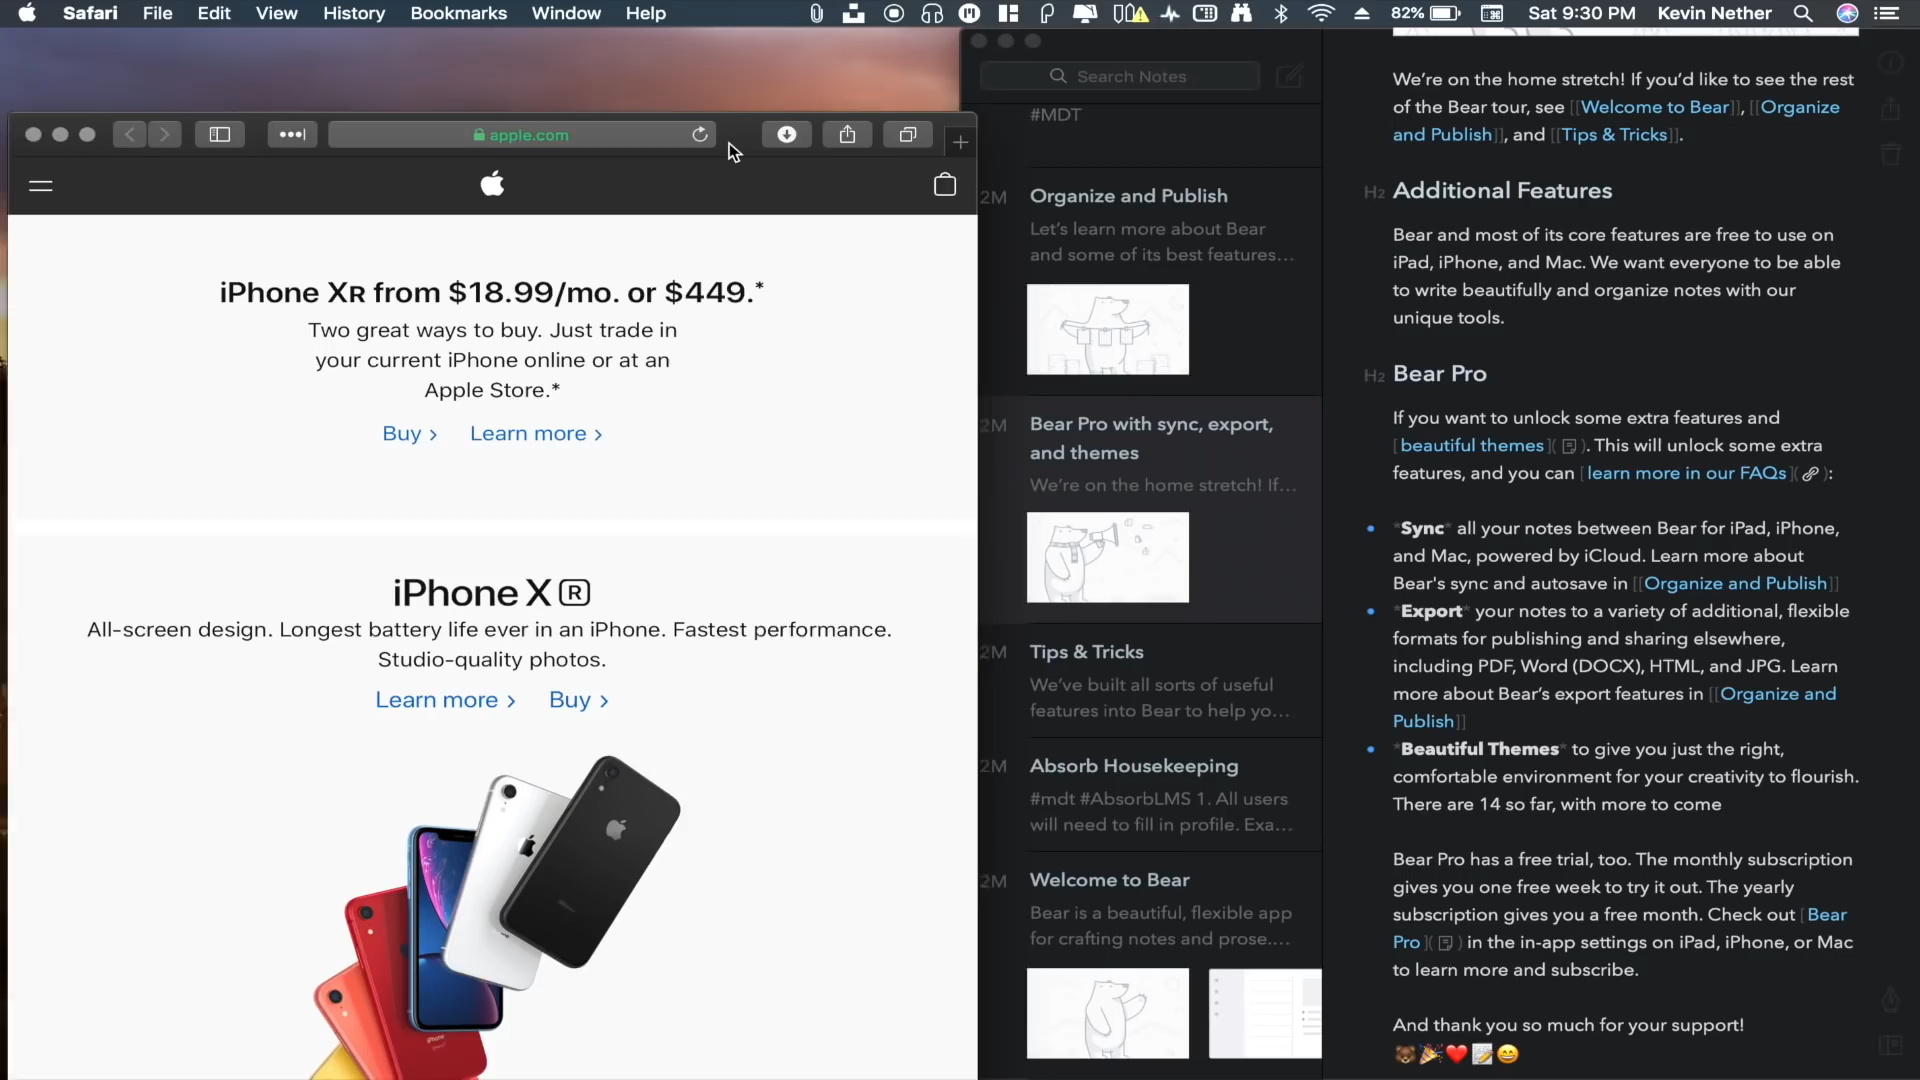 Safari File Edit View History Bookmarks Window Help 82% Sat 9:30 PM Kevin Nether
apple.com
iPhone XR from $18.99/mo. or $449.*
Two great ways to buy. Just trade in
your current iPhone online or at an
Apple Store.*
Buy > Learn more >
iPhone XR
All-screen design. Longest battery life ever in an iPhone. Fastest performance.
Studio-quality photos.
Learn more > Buy >
Search Notes
#MDT
2M Organize and Publish
Let's learn more about Bear
and some of its best features...
2M Bear Pro with sync, export,
and themes
We're on the home stretch! If...
2M Tips & Tricks
We've built all sorts of useful
features into Bear to help yo...
2M Absorb Housekeeping
#mdt #AbsorbLMS 1. All users
will need to fill in profile. Exa...
2M Welcome to Bear
Bear is a beautiful, flexible app
for crafting notes and prose....
We're on the home stretch! If you'd like to see the rest
of the Bear tour, see [[Welcome to Bear]], [[Organize
and Publish]], and [[Tips & Tricks]].
H2 Additional Features
Bear and most of its core features are free to use on
iPad, iPhone, and Mac. We want everyone to be able
to write beautifully and organize notes with our
unique tools.
H2 Bear Pro
If you want to unlock some extra features and
[beautiful themes]( ). This will unlock some extra
features, and you can [learn more in our FAQs]( ):
• *Sync* all your notes between Bear for iPad, iPhone,
and Mac, powered by iCloud. Learn more about
Bear's sync and autosave in [[Organize and Publish]]
• *Export* your notes to a variety of additional, flexible
formats for publishing and sharing elsewhere,
including PDF, Word (DOCX), HTML, and JPG. Learn
more about Bear's export features in [[Organize and
Publish]]
• *Beautiful Themes* to give you just the right,
comfortable environment for your creativity to flourish.
There are 14 so far, with more to come
Bear Pro has a free trial, too. The monthly subscription
gives you one free week to try it out. The yearly
subscription gives you a free month. Check out [Bear
Pro]( ) in the in-app settings on iPad, iPhone, or Mac
to learn more and subscribe.
And thank you so much for your support!
🐻🎉❤️📝😄